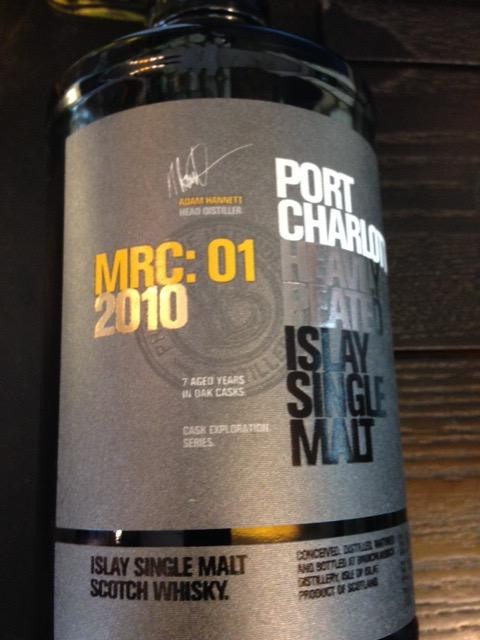 ADAM HANNETT
HEAD DISTILLER
MRC: 01
2010
7 AGED YEARS
IN OAK CASKS
CASK EXPLORATION
SERIES.
PORT
CHARLOT
HEAVILY
PEATED
ISLAY
SINGLE
MALT
ISLAY SINGLE MALT
SCOTCH WHISKY.
CONCEIVED, DISTILLED, MATURED
AND BOTTLED AT BRUICHLADDICH
DISTILLERY, ISLE OF ISLAY
PRODUCT OF SCOTLAND